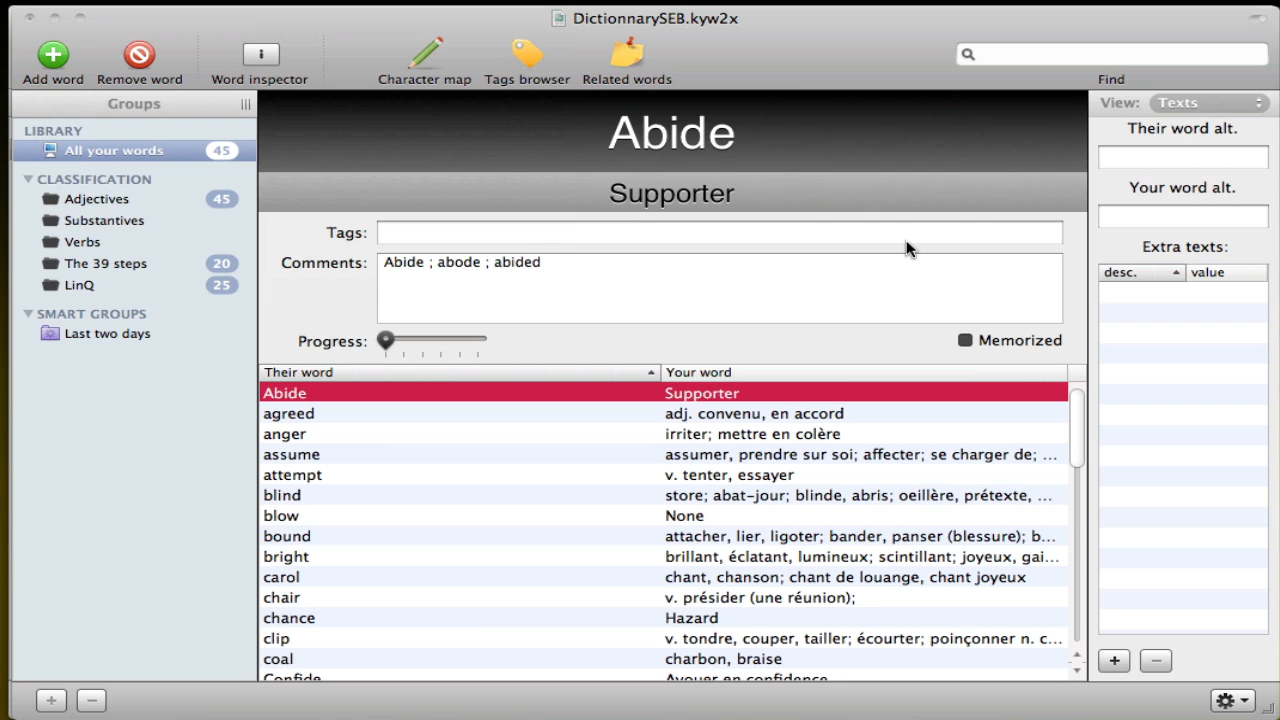 DictionnarySEB.kyw2x
Add word
Remove word
Word inspector
Character map
Tags browser
Related words
Find
Groups
LIBRARY
All your words 45
CLASSIFICATION
Adjectives 45
Substantives
Verbs
The 39 steps 20
LinQ 25
SMART GROUPS
Last two days
Abide
Supporter
Tags:
Comments: Abide ; abode ; abided
Progress:
Memorized
Their word Your word
Abide Supporter
agreed adj. convenu, en accord
anger irriter; mettre en colère
assume assumer, prendre sur soi; affecter; se charger de; ...
attempt v. tenter, essayer
blind store; abat-jour; blinde, abris; oeillère, prétexte, ...
blow None
bound attacher, lier, ligoter; bander, panser (blessure); b...
bright brillant, éclatant, lumineux; scintillant; joyeux, gai...
carol chant, chanson; chant de louange, chant joyeux
chair v. présider (une réunion);
chance Hazard
clip v. tondre, couper, tailler; écourter; poinçonner n. c...
coal charbon, braise
Confide Avouer en confidence
View: Texts
Their word alt.
Your word alt.
Extra texts:
desc. value